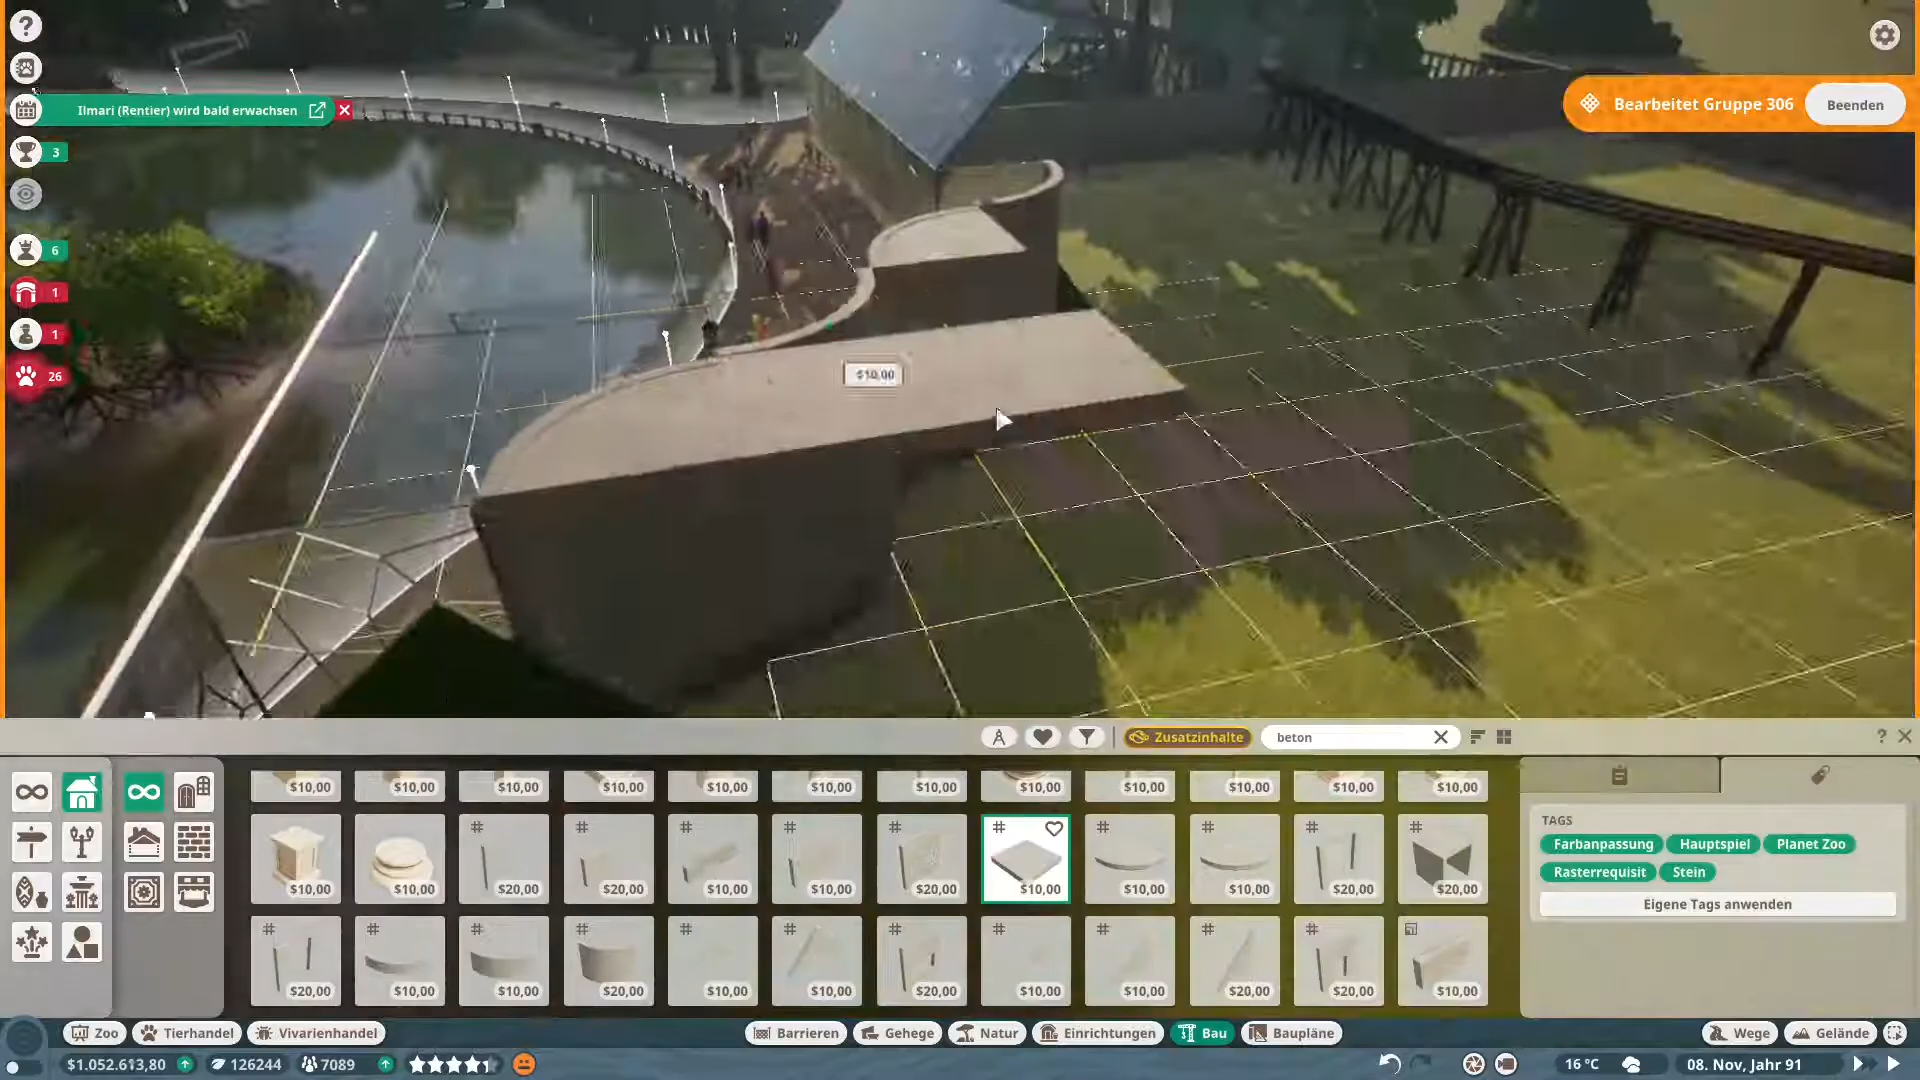 ?
Ilmari (Rentier) wird bald erwachsen
Bearbeitet Gruppe 306
Beenden
3
6
1
1
26
$10,00
Zusatzinhalte
beton
?
$10,00 $10,00 $10,00 $10,00 $10,00 $10,00 $10,00 $10,00 $10,00 $10,00 $10,00 $10,00
$10,00 $10,00 $20,00 $20,00 $10,00 $10,00 $20,00 $10,00 $10,00 $10,00 $20,00 $20,00
$20,00 $10,00 $10,00 $20,00 $10,00 $10,00 $20,00 $10,00 $10,00 $20,00 $20,00 $10,00
TAGS
Farbanpassung Hauptspiel Planet Zoo
Rasterrequisit Stein
Eigene Tags anwenden
Zoo Tierhandel Vivarienhandel Barrieren Gehege Natur Einrichtungen Bau Baupläne Wege Gelände
$1.052.613,80 126244 7089 16 °C 08. Nov, Jahr 91